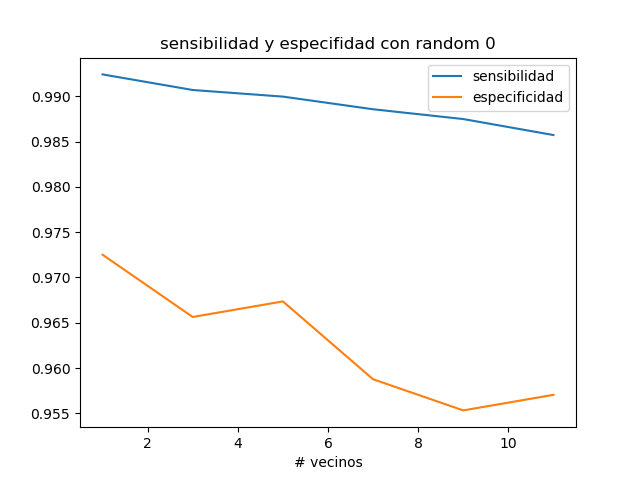 sensibilidad y especifidad con random 0
sensibilidad
especificidad
0.990
0.985
0.980
0.975
0.970
0.965
0.960
0.955
2 4 6 8 10
# vecinos